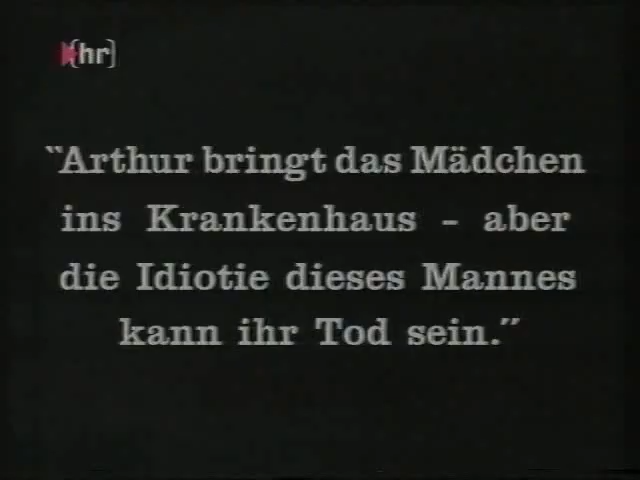 (hr)
"Arthur bringt das Mädchen
ins Krankenhaus - aber
die Idiotie dieses Mannes
kann ihr Tod sein."